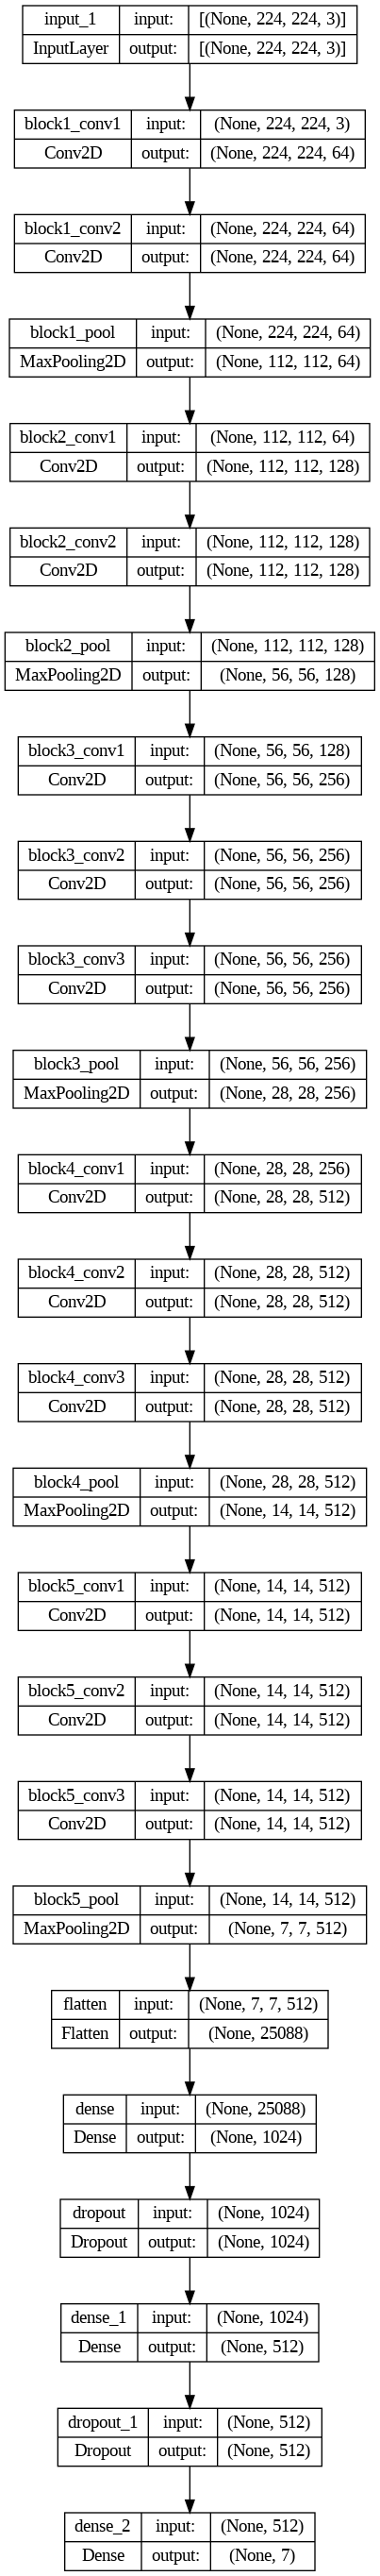 input_1 input: [(None, 224, 224, 3)]
InputLayer output: [(None, 224, 224, 3)]
block1_conv1 input: (None, 224, 224, 3)
Conv2D output: (None, 224, 224, 64)
block1_conv2 input: (None, 224, 224, 64)
Conv2D output: (None, 224, 224, 64)
block1_pool input: (None, 224, 224, 64)
MaxPooling2D output: (None, 112, 112, 64)
block2_conv1 input: (None, 112, 112, 64)
Conv2D output: (None, 112, 112, 128)
block2_conv2 input: (None, 112, 112, 128)
Conv2D output: (None, 112, 112, 128)
block2_pool input: (None, 112, 112, 128)
MaxPooling2D output: (None, 56, 56, 128)
block3_conv1 input: (None, 56, 56, 128)
Conv2D output: (None, 56, 56, 256)
block3_conv2 input: (None, 56, 56, 256)
Conv2D output: (None, 56, 56, 256)
block3_conv3 input: (None, 56, 56, 256)
Conv2D output: (None, 56, 56, 256)
block3_pool input: (None, 56, 56, 256)
MaxPooling2D output: (None, 28, 28, 256)
block4_conv1 input: (None, 28, 28, 256)
Conv2D output: (None, 28, 28, 512)
block4_conv2 input: (None, 28, 28, 512)
Conv2D output: (None, 28, 28, 512)
block4_conv3 input: (None, 28, 28, 512)
Conv2D output: (None, 28, 28, 512)
block4_pool input: (None, 28, 28, 512)
MaxPooling2D output: (None, 14, 14, 512)
block5_conv1 input: (None, 14, 14, 512)
Conv2D output: (None, 14, 14, 512)
block5_conv2 input: (None, 14, 14, 512)
Conv2D output: (None, 14, 14, 512)
block5_conv3 input: (None, 14, 14, 512)
Conv2D output: (None, 14, 14, 512)
block5_pool input: (None, 14, 14, 512)
MaxPooling2D output: (None, 7, 7, 512)
flatten input: (None, 7, 7, 512)
Flatten output: (None, 25088)
dense input: (None, 25088)
Dense output: (None, 1024)
dropout input: (None, 1024)
Dropout output: (None, 1024)
dense_1 input: (None, 1024)
Dense output: (None, 512)
dropout_1 input: (None, 512)
Dropout output: (None, 512)
dense_2 input: (None, 512)
Dense output: (None, 7)